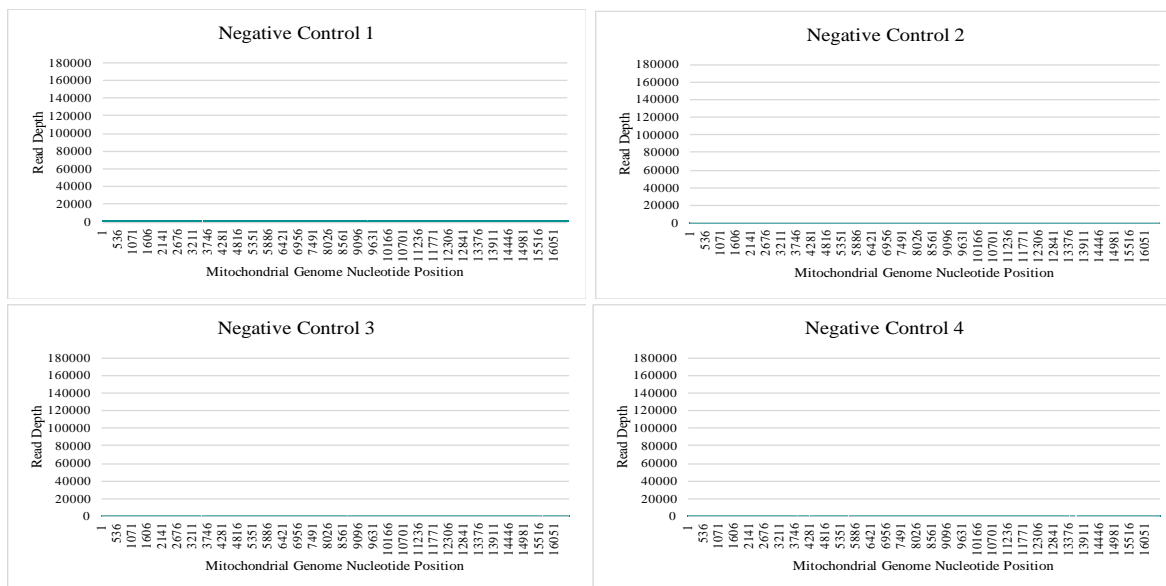 Negative Control 1
180000
160000
140000
120000
100000
80000
60000
40000
20000
0
Read Depth
1 536 1071 1606 2141 2676 3211 3746 4281 4816 5351 5886 6421 6956 7491 8026 8561 9096 9631 10166 10701 11236 11771 12306 12841 13376 13911 14446 14981 15516 16051
Mitochondrial Genome Nucleotide Position
Negative Control 2
180000
160000
140000
120000
100000
80000
60000
40000
20000
0
Read Depth
1 536 1071 1606 2141 2676 3211 3746 4281 4816 5351 5886 6421 6956 7491 8026 8561 9096 9631 10166 10701 11236 11771 12306 12841 13376 13911 14446 14981 15516 16051
Mitochondrial Genome Nucleotide Position
Negative Control 3
180000
160000
140000
120000
100000
80000
60000
40000
20000
0
Read Depth
1 536 1071 1606 2141 2676 3211 3746 4281 4816 5351 5886 6421 6956 7491 8026 8561 9096 9631 10166 10701 11236 11771 12306 12841 13376 13911 14446 14981 15516 16051
Mitochondrial Genome Nucleotide Position
Negative Control 4
180000
160000
140000
120000
100000
80000
60000
40000
20000
0
Read Depth
1 536 1071 1606 2141 2676 3211 3746 4281 4816 5351 5886 6421 6956 7491 8026 8561 9096 9631 10166 10701 11236 11771 12306 12841 13376 13911 14446 14981 15516 16051
Mitochondrial Genome Nucleotide Position